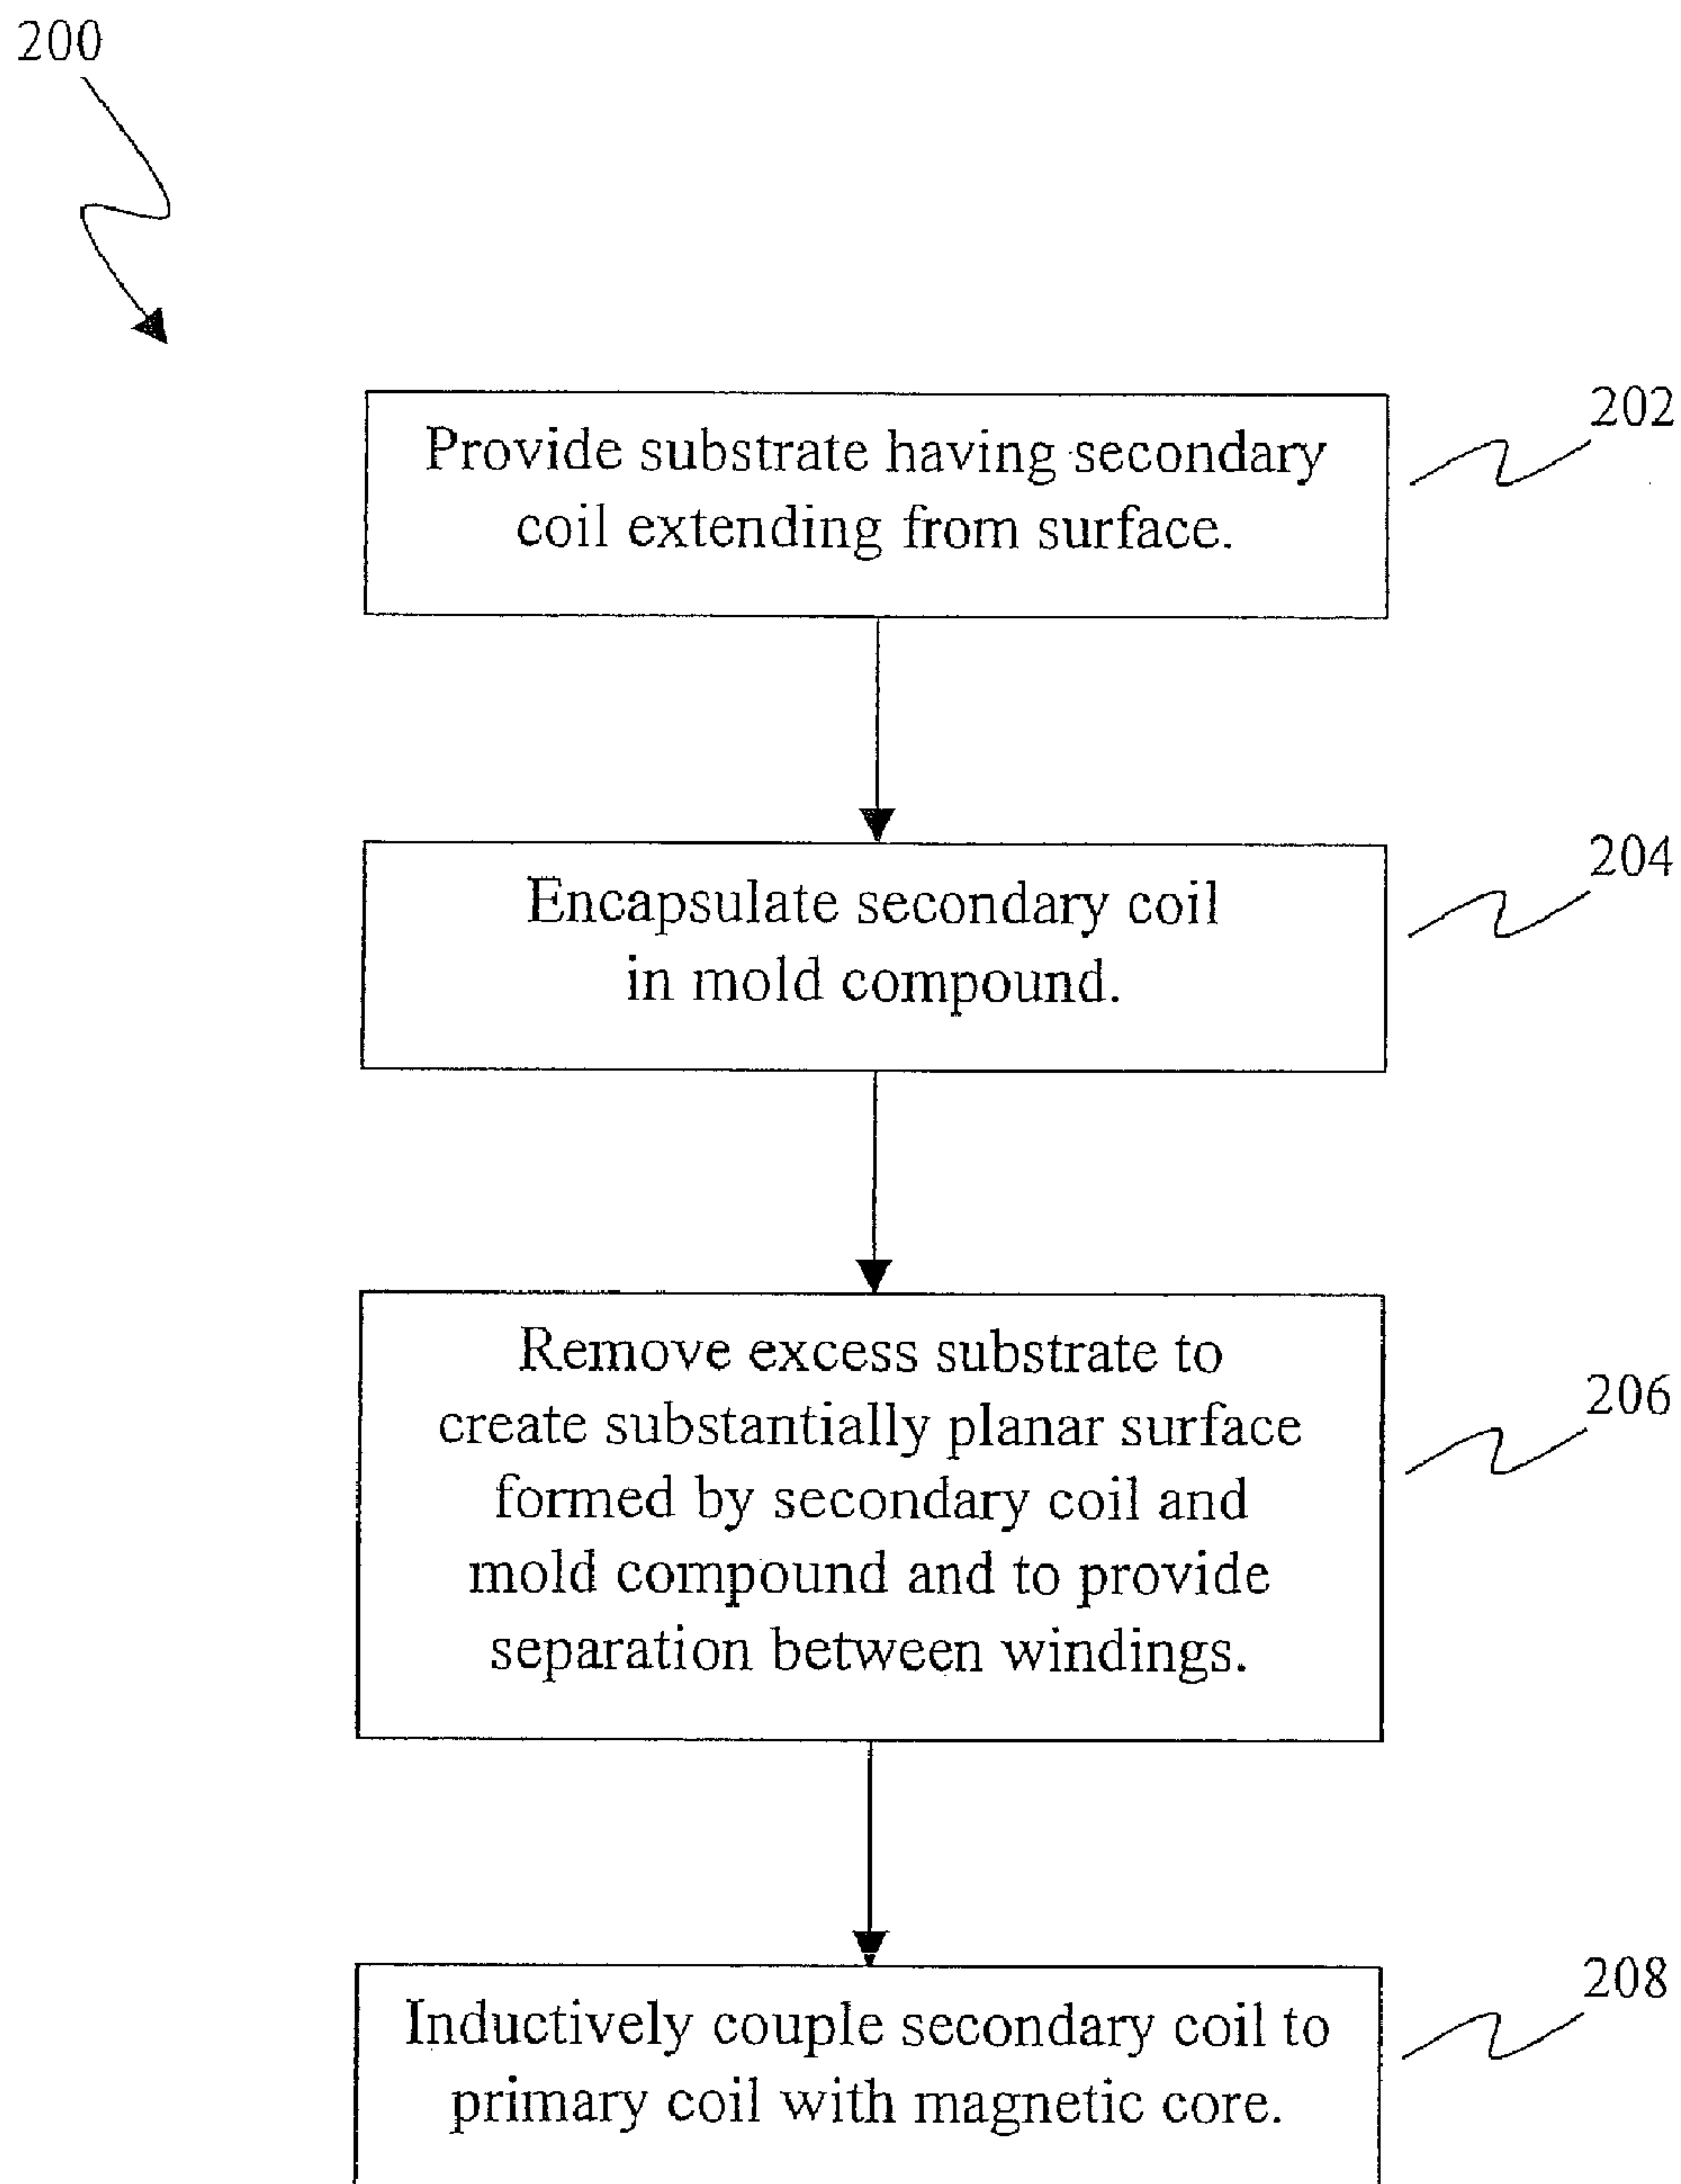 200
202
Provide substrate having secondary
coil extending from surface.
204
Encapsulate secondary coil
in mold compound.
206
Remove excess substrate to
create substantially planar surface
formed by secondary coil and
mold compound and to provide
separation between windings.
208
Inductively couple secondary coil to
primary coil with magnetic core.